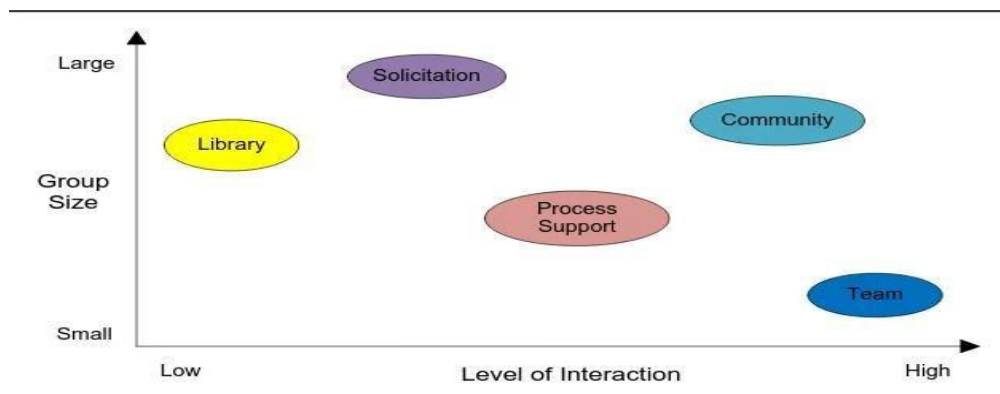 Large
Solicitation
Community
Library
Group
Size
Process
Support
Team
Small
Low
Level of Interaction
High